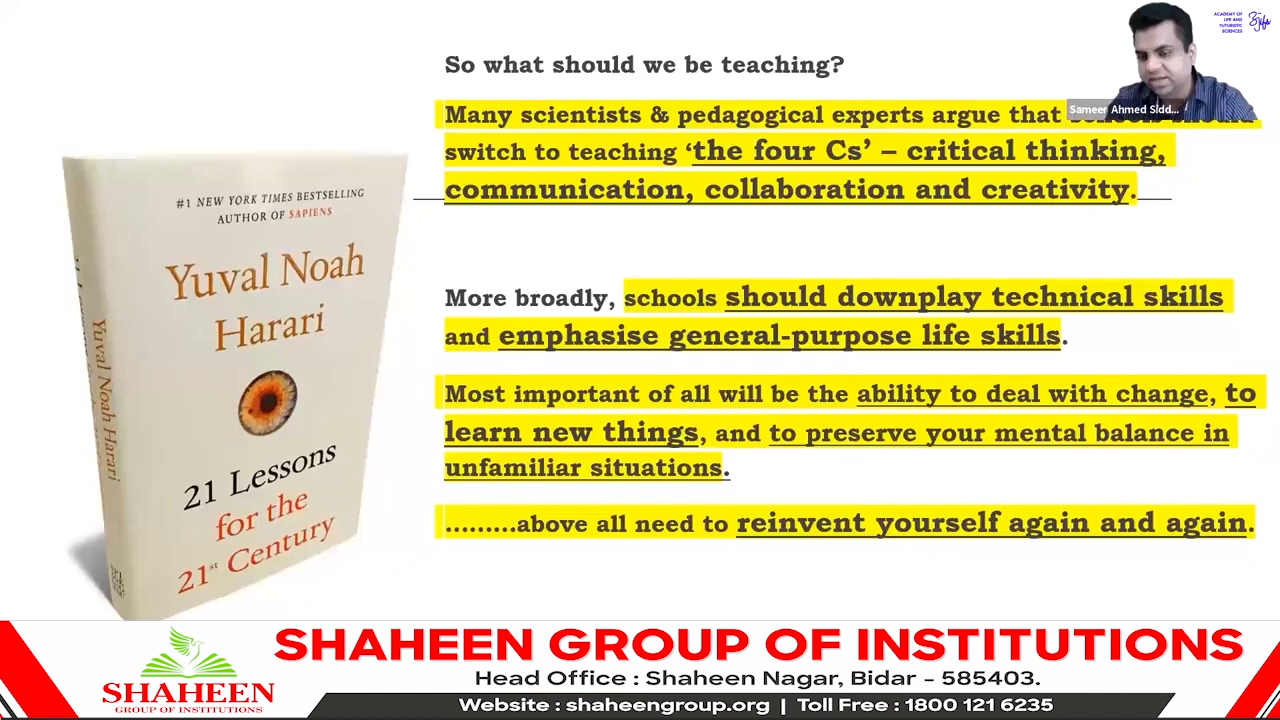 ACADEMY OF
LIFE AND
FUTURISTIC
SCIENCES
Sameer Ahmed Sidd...
So what should we be teaching?
Many scientists & pedagogical experts argue that
switch to teaching ‘the four Cs’ – critical thinking,
communication, collaboration and creativity.
More broadly, schools should downplay technical skills
and emphasise general-purpose life skills.
Most important of all will be the ability to deal with change, to
learn new things, and to preserve your mental balance in
unfamiliar situations.
.........above all need to reinvent yourself again and again.
#1 NEW YORK TIMES BESTSELLING
AUTHOR OF SAPIENS
Yuval Noah
Harari
21 Lessons
for the
21st Century
Yuval Noah Harari
SHAHEEN
GROUP OF INSTITUTIONS
SHAHEEN GROUP OF INSTITUTIONS
Head Office : Shaheen Nagar, Bidar - 585403.
Website : shaheengroup.org | Toll Free : 1800 121 6235